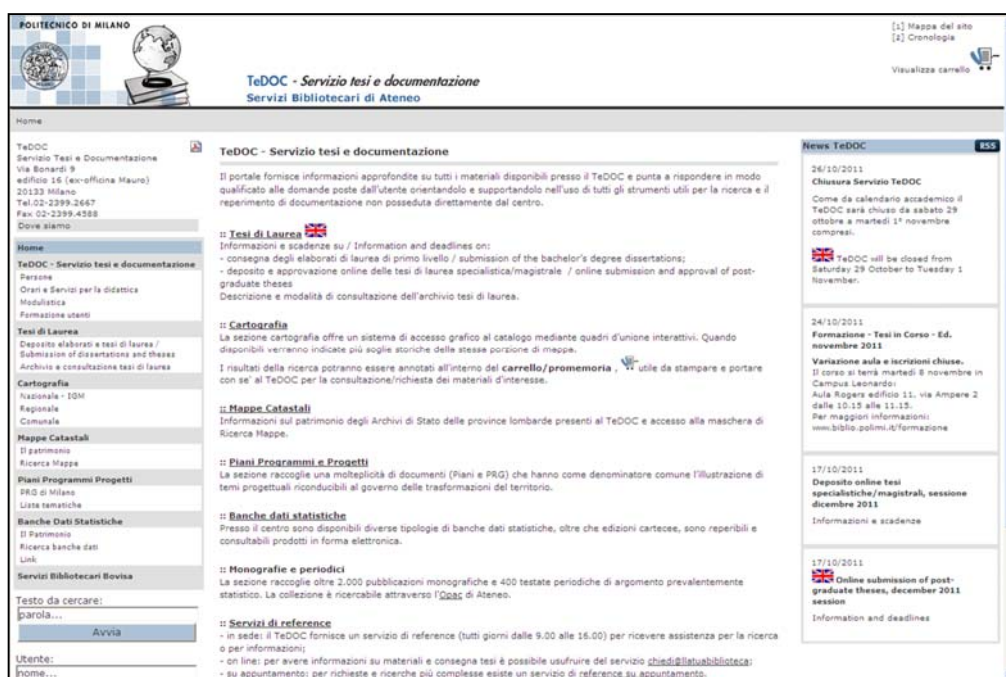 POLITECNICO DI MILANO
TeDOC - Servizio tesi e documentazione
Servizi Bibliotecari di Ateneo
[1] Mappa del sito
[2] Cronologia
Visualizza carrello
Home
TeDOC
Servizio Tesi e Documentazione
Via Bonardi 9
edificio 16 (ex-officina Mauro)
20133 Milano
Tel.02-2399.2667
Fax 02-2399.4588
Dove siamo
Home
TeDOC - Servizio tesi e documentazione
Persone
Orari e Servizi per la didattica
Modulistica
Formazione utenti
Tesi di Laurea
Deposito elaborati e tesi di laurea /
Submission of dissertations and theses
Archivio e consultazione tesi di laurea
Cartografia
Nazionale - IGM
Regionale
Comunale
Mappe Catastali
Il patrimonio
Ricerca Mappe
Piani Programmi Progetti
PRG di Milano
Liste tematiche
Banche Dati Statistiche
Il Patrimonio
Ricerca banche dati
Link
Servizi Bibliotecari Bovisa
Testo da cercare:
parola...
Avvia
Utente:
nome...
TeDOC - Servizio tesi e documentazione
Il portale fornisce informazioni approfondite su tutti i materiali disponibili presso il TeDOC e punta a rispondere in modo
qualificato alle domande poste dall'utente orientandolo e supportandolo nell'uso di tutti gli strumenti utili per la ricerca e il
reperimento di documentazione non posseduta direttamente dal centro.
:: Tesi di Laurea
Informazioni e scadenze su / Information and deadlines on:
- consegna degli elaborati di laurea di primo livello / submission of the bachelor's degree dissertations;
- deposito e approvazione online delle tesi di laurea specialistica/magistrale / online submission and approval of post-
graduate theses
Descrizione e modalità di consultazione dell'archivio tesi di laurea.
:: Cartografia
La sezione cartografia offre un sistema di accesso grafico al catalogo mediante quadri d'unione interattivi. Quando
disponibili verranno indicate più soglie storiche delle stessa porzione di mappe.
I risultati della ricerca potranno essere annotati all'interno del carrello/promemoria , utile da stampare e portare
con se' al TeDOC per la consultazione/richiesta dei materiali d'interesse.
:: Mappe Catastali
Informazioni sul patrimonio degli Archivi di Stato delle province lombarde presenti al TeDOC e accesso alla maschera di
Ricerca Mappe.
:: Piani Programmi e Progetti
La sezione raccoglie una molteplicità di documenti (Piani e PRG) che hanno come denominatore comune l'illustrazione di
temi progettuali riconducibili al governo delle trasformazioni del territorio.
:: Banche dati statistiche
Presso il centro sono disponibili diverse tipologie di banche dati statistiche, oltre che edizioni cartacee, sono reperibili e
consultabili prodotti in forma elettronica.
:: Monografie e periodici
La sezione raccoglie oltre 2.000 pubblicazioni monografiche e 400 testate periodiche di argomento prevalentemente
statistico. La collezione è ricercabile attraverso l'Opac di Ateneo.
:: Servizi di reference
- in sede: il TeDOC fornisce un servizio di reference (tutti giorni dalle 9.00 alle 16.00) per ricevere assistenza per la ricerca
o per informazioni;
- on line: per avere informazioni su materiali e consegna tesi è possibile usufruire del servizio chiedi@llatuabiblioteca;
- su appuntamento: per richieste e ricerche più complesse esiste un servizio di reference su appuntamento.
News TeDOC RSS
26/10/2011
Chiusura Servizio TeDOC
Come da calendario accademico il
TeDOC sarà chiuso da sabato 29
ottobre a martedì 1° novembre
compresi.
TeDOC will be closed from
Saturday 29 October to Tuesday 1
November.
24/10/2011
Formazione - Tesi in Corso - Ed.
novembre 2011
Variazione aula e iscrizioni chiuse.
Il corso si terrà martedì 8 novembre in
Campus Leonardo:
Aula Rogers edificio 11, via Ampere 2
dalle 10.15 alle 11.15.
Per maggiori informazioni:
www.biblio.polimi.it/formazione
17/10/2011
Deposito online tesi
specialistiche/magistrali, sessione
dicembre 2011
Informazioni e scadenze
17/10/2011
Online submission of post-
graduate theses, december 2011
session
Information and deadlines